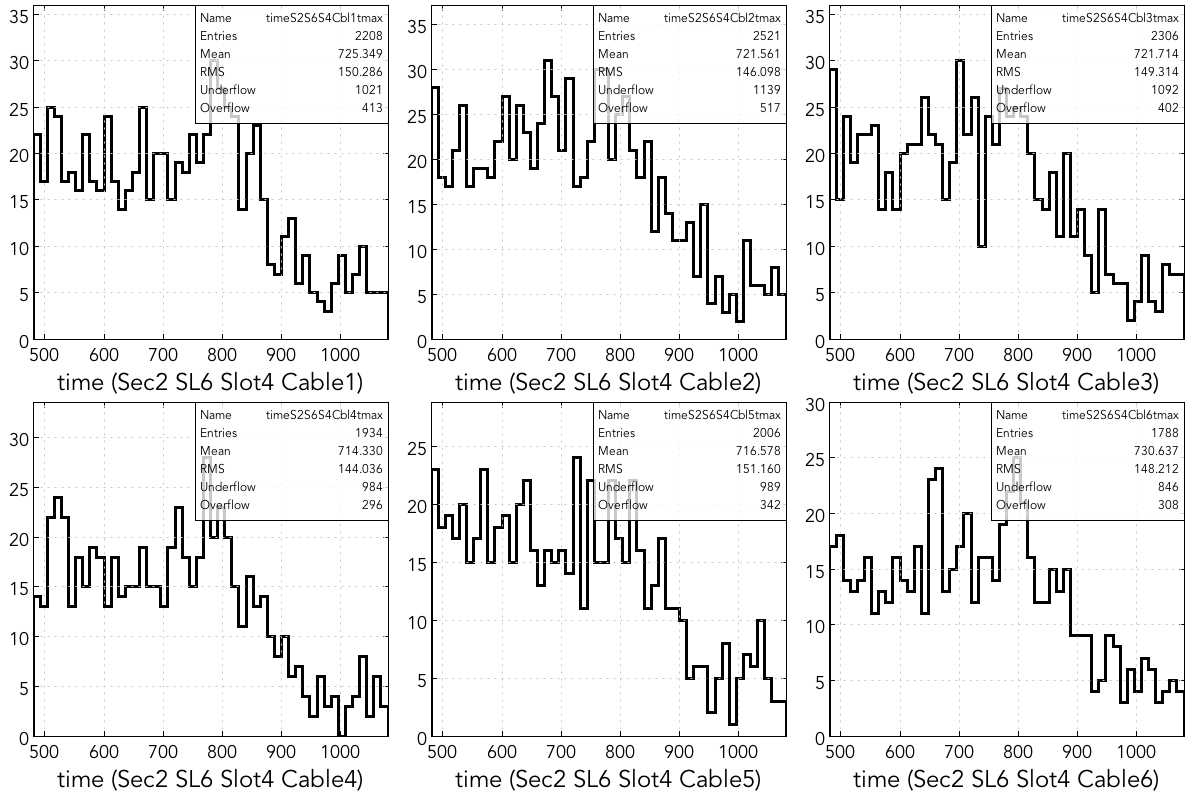 35
30
25
20
15
10
5
0
500 600 700 800 900 1000
time (Sec2 SL6 Slot4 Cable1)
Name timeS2S6S4Cbl1tmax
Entries 2208
Mean 725.349
RMS 150.286
Underflow 1021
Overflow 413
35
30
25
20
15
10
5
0
500 600 700 800 900 1000
time (Sec2 SL6 Slot4 Cable2)
Name timeS2S6S4Cbl2tmax
Entries 2521
Mean 721.561
RMS 146.098
Underflow 1139
Overflow 517
35
30
25
20
15
10
5
0
500 600 700 800 900 1000
time (Sec2 SL6 Slot4 Cable3)
Name timeS2S6S4Cbl3tmax
Entries 2306
Mean 721.714
RMS 149.314
Underflow 1092
Overflow 402
30
25
20
15
10
5
0
500 600 700 800 900 1000
time (Sec2 SL6 Slot4 Cable4)
Name timeS2S6S4Cbl4tmax
Entries 1934
Mean 714.330
RMS 144.036
Underflow 984
Overflow 296
25
20
15
10
5
0
500 600 700 800 900 1000
time (Sec2 SL6 Slot4 Cable5)
Name timeS2S6S4Cbl5tmax
Entries 2006
Mean 716.578
RMS 151.160
Underflow 989
Overflow 342
30
25
20
15
10
5
0
500 600 700 800 900 1000
time (Sec2 SL6 Slot4 Cable6)
Name timeS2S6S4Cbl6tmax
Entries 1788
Mean 730.637
RMS 148.212
Underflow 846
Overflow 308